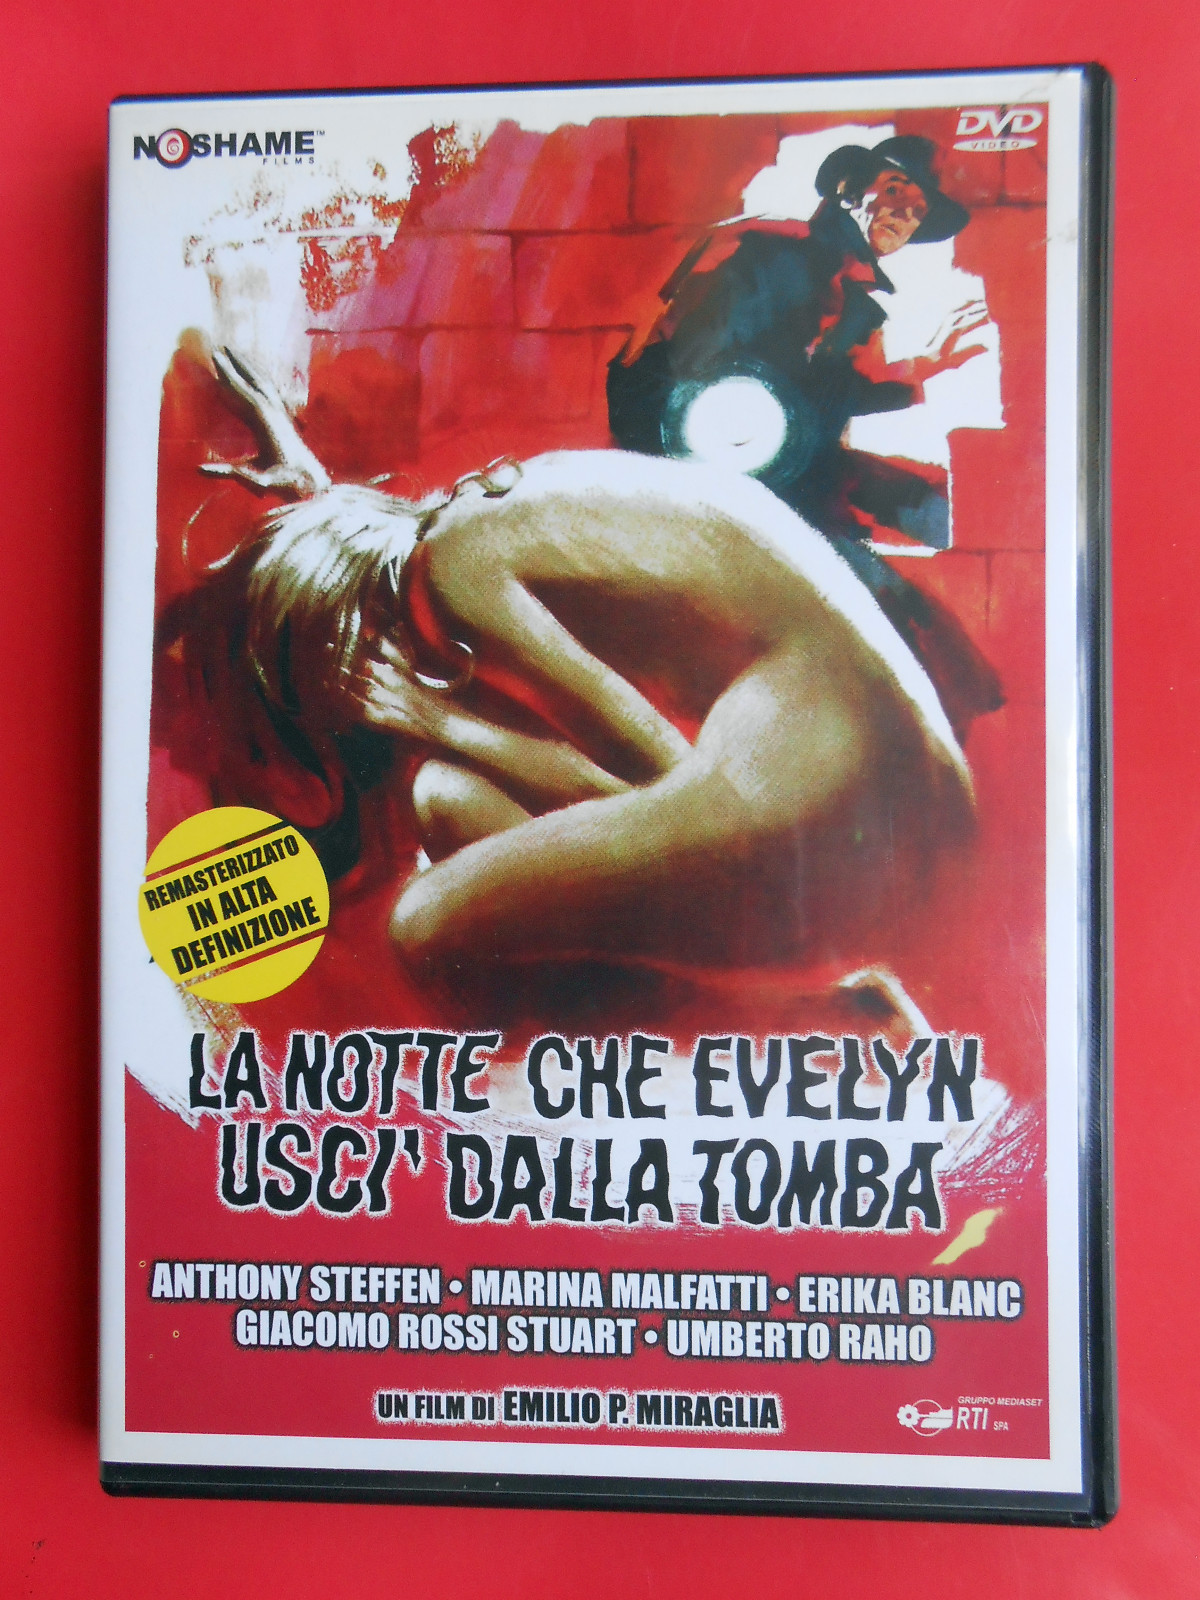 NOSHAME™
FILMS
DVD
VIDEO
REMASTERIZZATO
IN ALTA
DEFINIZIONE
LA NOTTE CHE EVELYN
USCI' DALLA TOMBA
ANTHONY STEFFEN • MARINA MALFATTI • ERIKA BLANC
GIACOMO ROSSI STUART • UMBERTO RAHO
UN FILM DI EMILIO P. MIRAGLIA
GRUPPO MEDIASET
RTI SPA